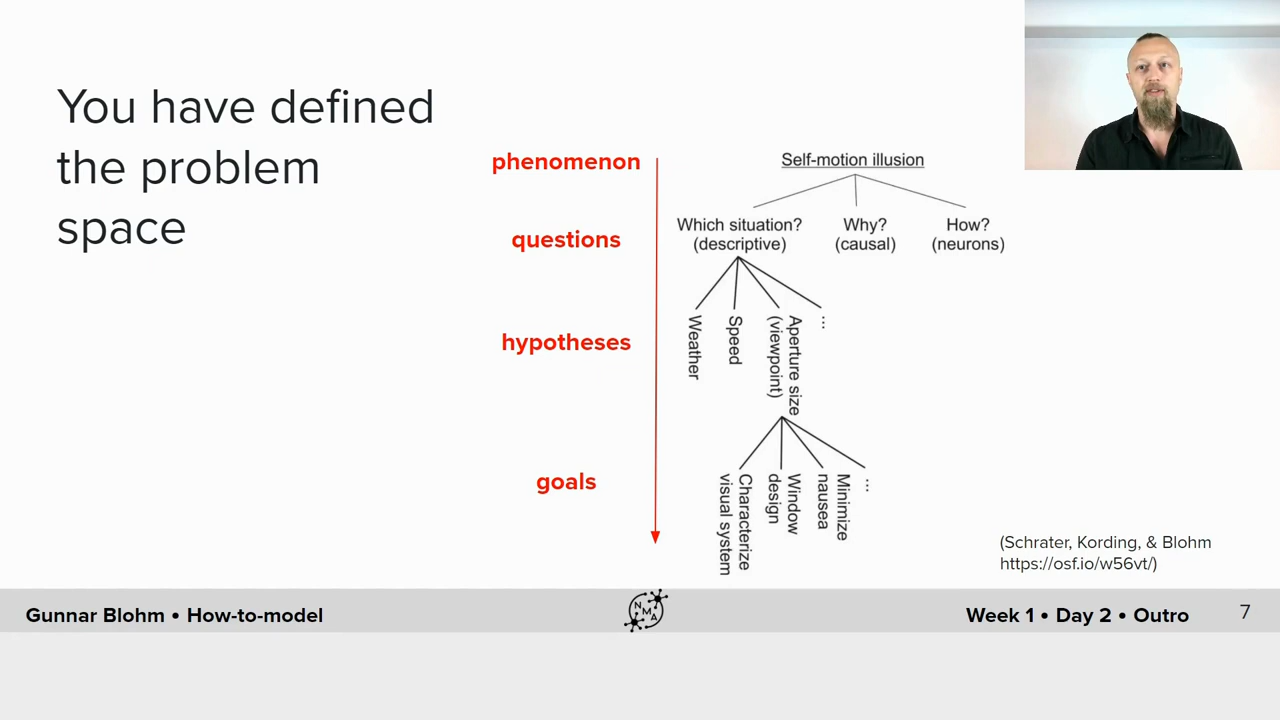 You have defined
the problem
space
phenomenon
questions
hypotheses
goals
Self-motion illusion
Which situation?
(descriptive)
Why?
(causal)
How?
(neurons)
Weather
Speed
Aperture size
(viewpoint)
...
Characterize
visual system
Window
design
Minimize
nausea
...
(Schrater, Kording, & Blohm
https://osf.io/w56vt/)
Gunnar Blohm • How-to-model
NMA
Week 1 • Day 2 • Outro
7